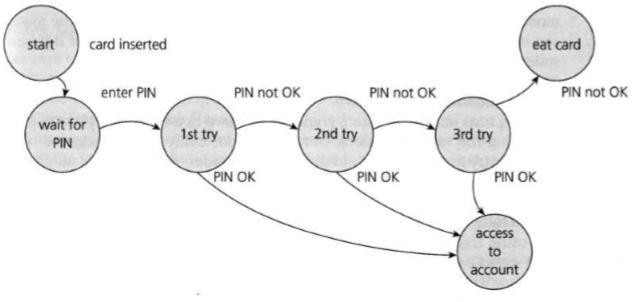 start
card inserted
eat card
enter PIN
PIN not OK
PIN not OK
PIN not OK
wait for
PIN
1st try
2nd try
3rd try
PIN OK
PIN OK
PIN OK
access
to
account